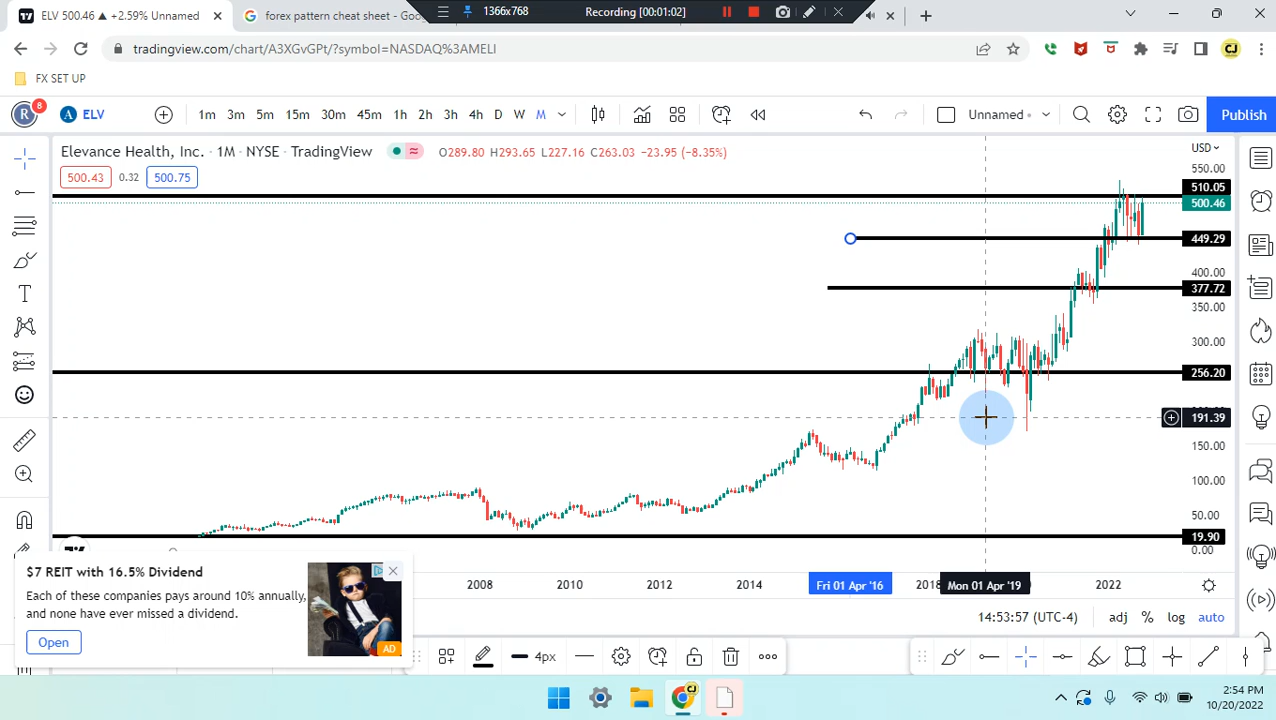 ELV 500.46 ▲ +2.59% Unnamed
forex pattern cheat sheet - Goo
1366x768
Recording [00:01:02]
tradingview.com/chart/A3XGvGPt/?symbol=NASDAQ%3AMELI
CJ
FX SET UP
R
8
A
ELV
1m 3m 5m 15m 30m 45m 1h 2h 3h 4h D W M
Unnamed
Publish
Elevance Health, Inc. · 1M · NYSE · TradingView
O289.80 H293.65 L227.16 C263.03 -23.95 (-8.35%)
USD
500.43
0.32
500.75
550.00
510.05
500.46
449.29
400.00
377.72
350.00
300.00
256.20
191.39
150.00
100.00
50.00
19.90
0.00
$7 REIT with 16.5% Dividend
Each of these companies pays around 10% annually,
and none have ever missed a dividend.
Open
AD
2008
2010
2012
2014
Fri 01 Apr '16
2018
Mon 01 Apr '19
2022
14:53:57 (UTC-4)
adj
%
log
auto
4px
CJ
2:54 PM
10/20/2022